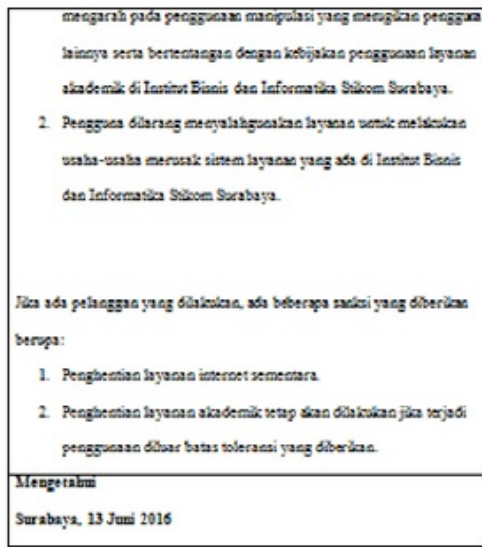 mengarah pada penggunaan manipulasi yang merugikan pengguna
lainnya serta bertentangan dengan kebijakan penggunaan layanan
akademik di Institut Bisnis dan Informatika Stikom Surabaya.
2. Pengguna dilarang menyalahgunakan layanan untuk melakukan
usaha-usaha merusak sistem layanan yang ada di Institut Bisnis
dan Informatika Stikom Surabaya.
Jika ada pelanggan yang dilakukan, ada beberapa sanksi yang diberikan
berupa:
1. Penghentian layanan internet sementara.
2. Penghentian layanan akademik tetap akan dilakukan jika terjadi
penggunaan diluar batas toleransi yang diberikan.
Mengetahui
Surabaya, 13 Juni 2016